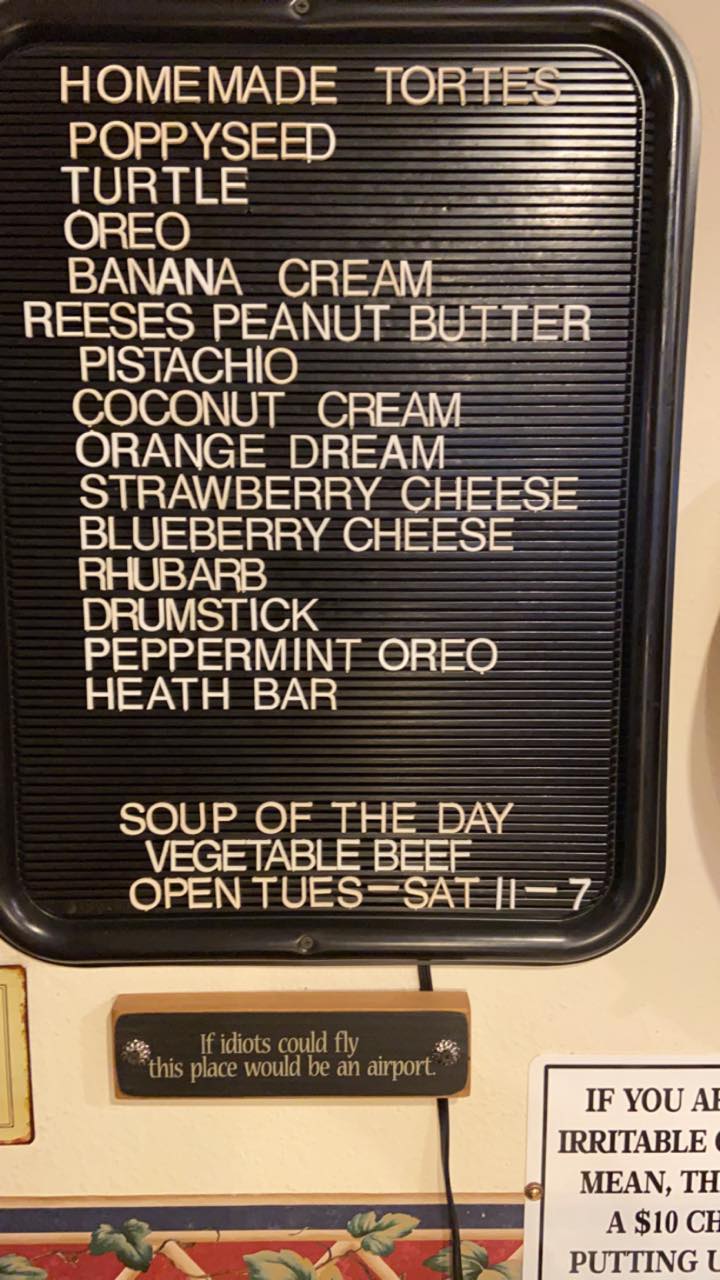 HOMEMADE TORTES
POPPYSEED
TURTLE
OREO
BANANA CREAM
REESES PEANUT BUTTER
PISTACHIO
COCONUT CREAM
ORANGE DREAM
STRAWBERRY CHEESE
BLUEBERRY CHEESE
RHUBARB
DRUMSTICK
PEPPERMINT OREO
HEATH BAR
SOUP OF THE DAY
VEGETABLE BEEF
OPEN TUES-SAT 11-7
If idiots could fly
this place would be an airport.
IF YOU
IRRITABLE
MEAN,
A $10
PUTTING